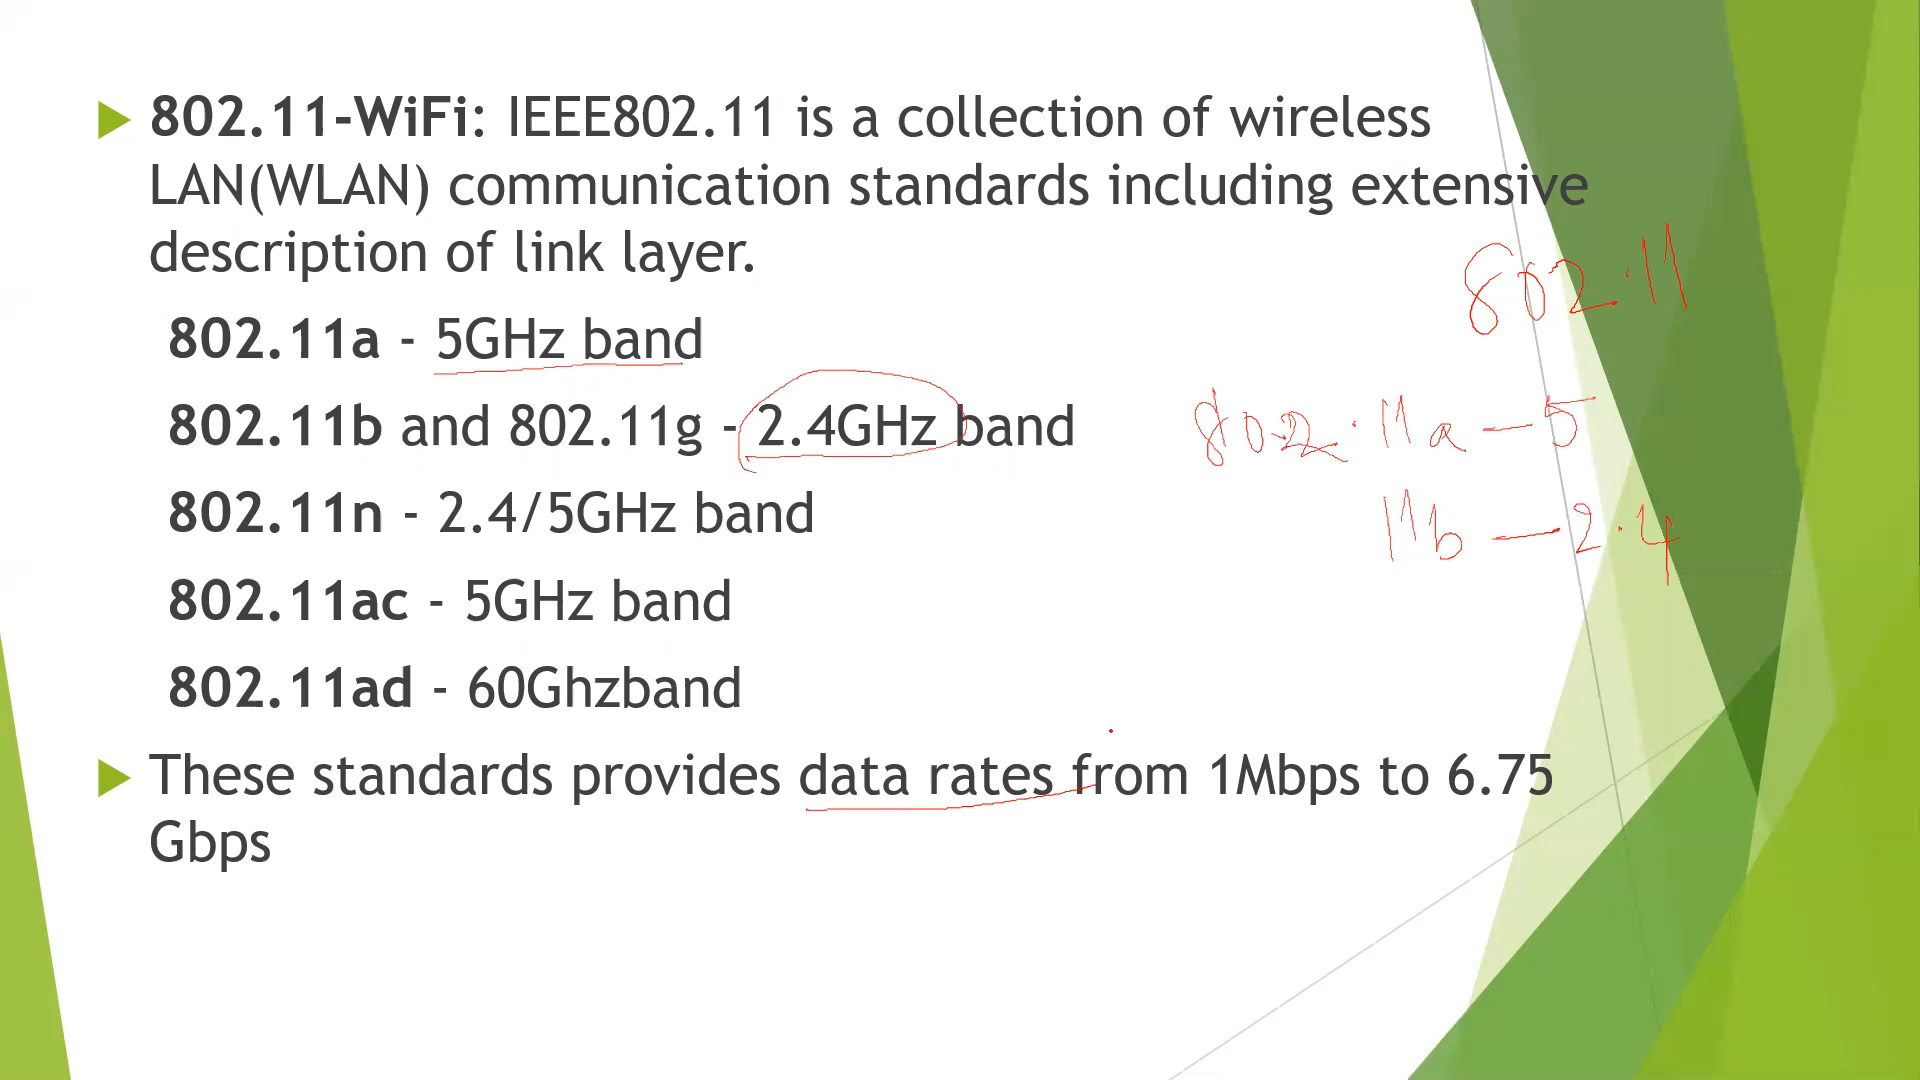 802.11-WiFi: IEEE802.11 is a collection of wireless
LAN(WLAN) communication standards including extensive
description of link layer.
802.11
802.11a - 5GHz band
802.11b and 802.11g - 2.4GHz band
802.11a - 5
802.11n - 2.4/5GHz band
11b - 2.4
802.11ac - 5GHz band
802.11ad - 60Ghzband
These standards provides data rates from 1Mbps to 6.75
Gbps